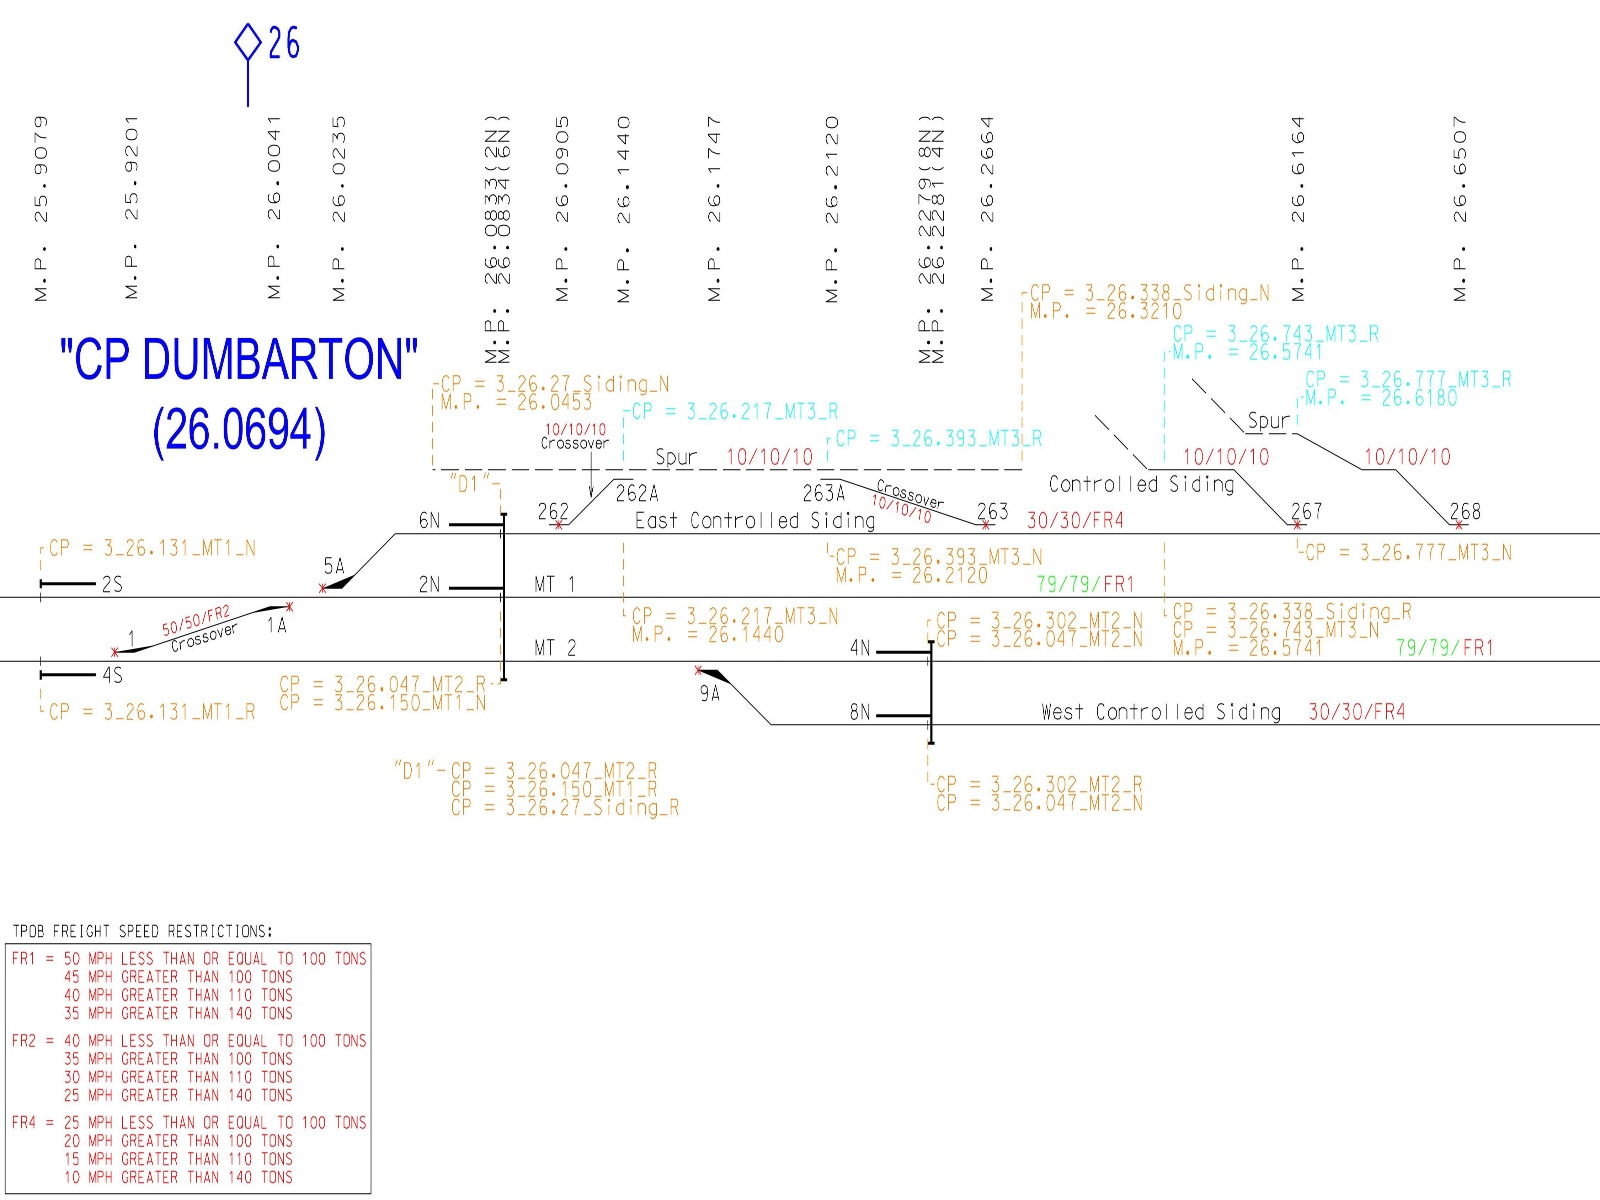 26
M.P. 25.9079
M.P. 25.9201
M.P. 26.0041
M.P. 26.0235
M.P. 26.0833(2N)
M.P. 26.0834(6N)
M.P. 26.0905
M.P. 26.1440
M.P. 26.1747
M.P. 26.2120
M.P. 26.2279(8N)
M.P. 26.2281(4N)
M.P. 26.2664
M.P. 26.6164
M.P. 26.6507
"CP DUMBARTON"
(26.0694)
CP = 3_26.338_Siding_N
M.P. = 26.3210
CP = 3_26.743_MT3_R
M.P. = 26.5741
CP = 3_26.777_MT3_R
M.P. = 26.6180
CP = 3_26.27_Siding_N
M.P. = 26.0453
CP = 3_26.217_MT3_R
CP = 3_26.393_MT3_R
10/10/10
Crossover
Spur
Spur 10/10/10
10/10/10
10/10/10
"D1"
262A
263A
Crossover
10/10/10
Controlled Siding
6N
262
East Controlled Siding
263
30/30/FR4
267
268
CP = 3_26.131_MT1_N
5A
CP = 3_26.393_MT3_N
M.P. = 26.2120
CP = 3_26.777_MT3_N
2S
2N
MT 1
79/79/FR1
50/50/FR2
Crossover
1
1A
CP = 3_26.217_MT3_N
M.P. = 26.1440
CP = 3_26.302_MT2_N
CP = 3_26.047_MT2_N
CP = 3_26.338_Siding_R
CP = 3_26.743_MT3_N
M.P. = 26.5741
MT 2
4N
79/79/FR1
4S
CP = 3_26.047_MT2_R
CP = 3_26.150_MT1_N
9A
CP = 3_26.131_MT1_R
8N
West Controlled Siding
30/30/FR4
"D1" CP = 3_26.047_MT2_R
CP = 3_26.150_MT1_R
CP = 3_26.27_Siding_R
CP = 3_26.302_MT2_R
CP = 3_26.047_MT2_N
TPOB FREIGHT SPEED RESTRICTIONS:
FR1 = 50 MPH LESS THAN OR EQUAL TO 100 TONS
45 MPH GREATER THAN 100 TONS
40 MPH GREATER THAN 110 TONS
35 MPH GREATER THAN 140 TONS
FR2 = 40 MPH LESS THAN OR EQUAL TO 100 TONS
35 MPH GREATER THAN 100 TONS
30 MPH GREATER THAN 110 TONS
25 MPH GREATER THAN 140 TONS
FR4 = 25 MPH LESS THAN OR EQUAL TO 100 TONS
20 MPH GREATER THAN 100 TONS
15 MPH GREATER THAN 110 TONS
10 MPH GREATER THAN 140 TONS